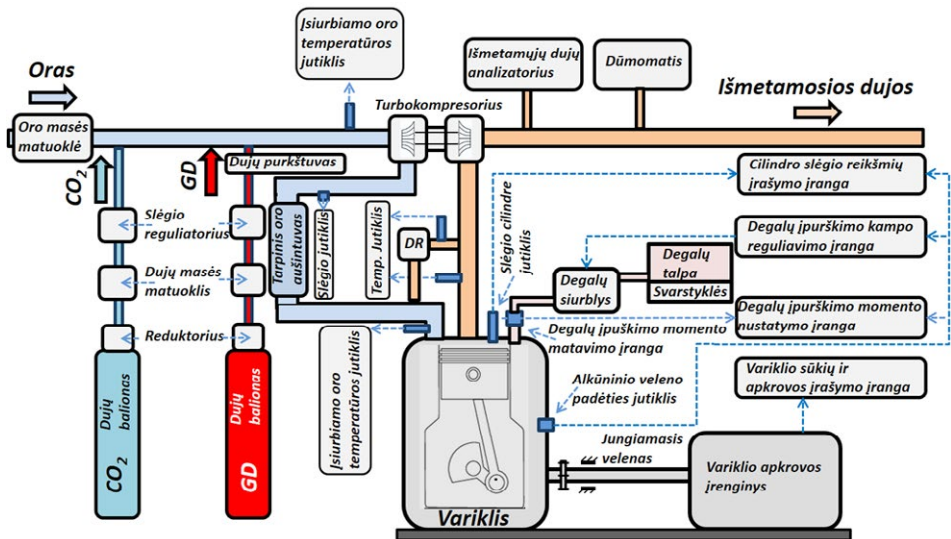 Įsiurbiamo oro
temperatūros
jutiklis
Išmetamųjų dujų
analizatorius
Dūmomatis
Oras
Išmetamosios dujos
Turbokompresorius
Oro masės
matuoklė
CO2
GD
Dujų purkštuvas
Cilindro slėgio reikšmių
įrašymo įranga
Slėgio
reguliatorius
Tarpinis oro
aušintuvas
Slėgio jutiklis
Temp. Jutiklis
DR
Slėgio cilindre
jutiklis
Degalų įpurškimo kampo
reguliavimo įranga
Degalų
siurblys
Degalų
talpa
Svarstyklės
Dujų masės
matuoklis
Degalų įpurškimo momento
nustatymo įranga
Reduktorius
Degalų įpuškimo momento
matavimo įranga
Įsiurbiamo oro
temperatūros jutiklis
Variklio sūkių ir
apkrovos įrašymo įranga
Alkūninio veleno
padėties jutiklis
Dujų
balionas
CO2
Dujų
balionas
GD
Jungiamasis
velenas
Variklio apkrovos
įrenginys
Variklis